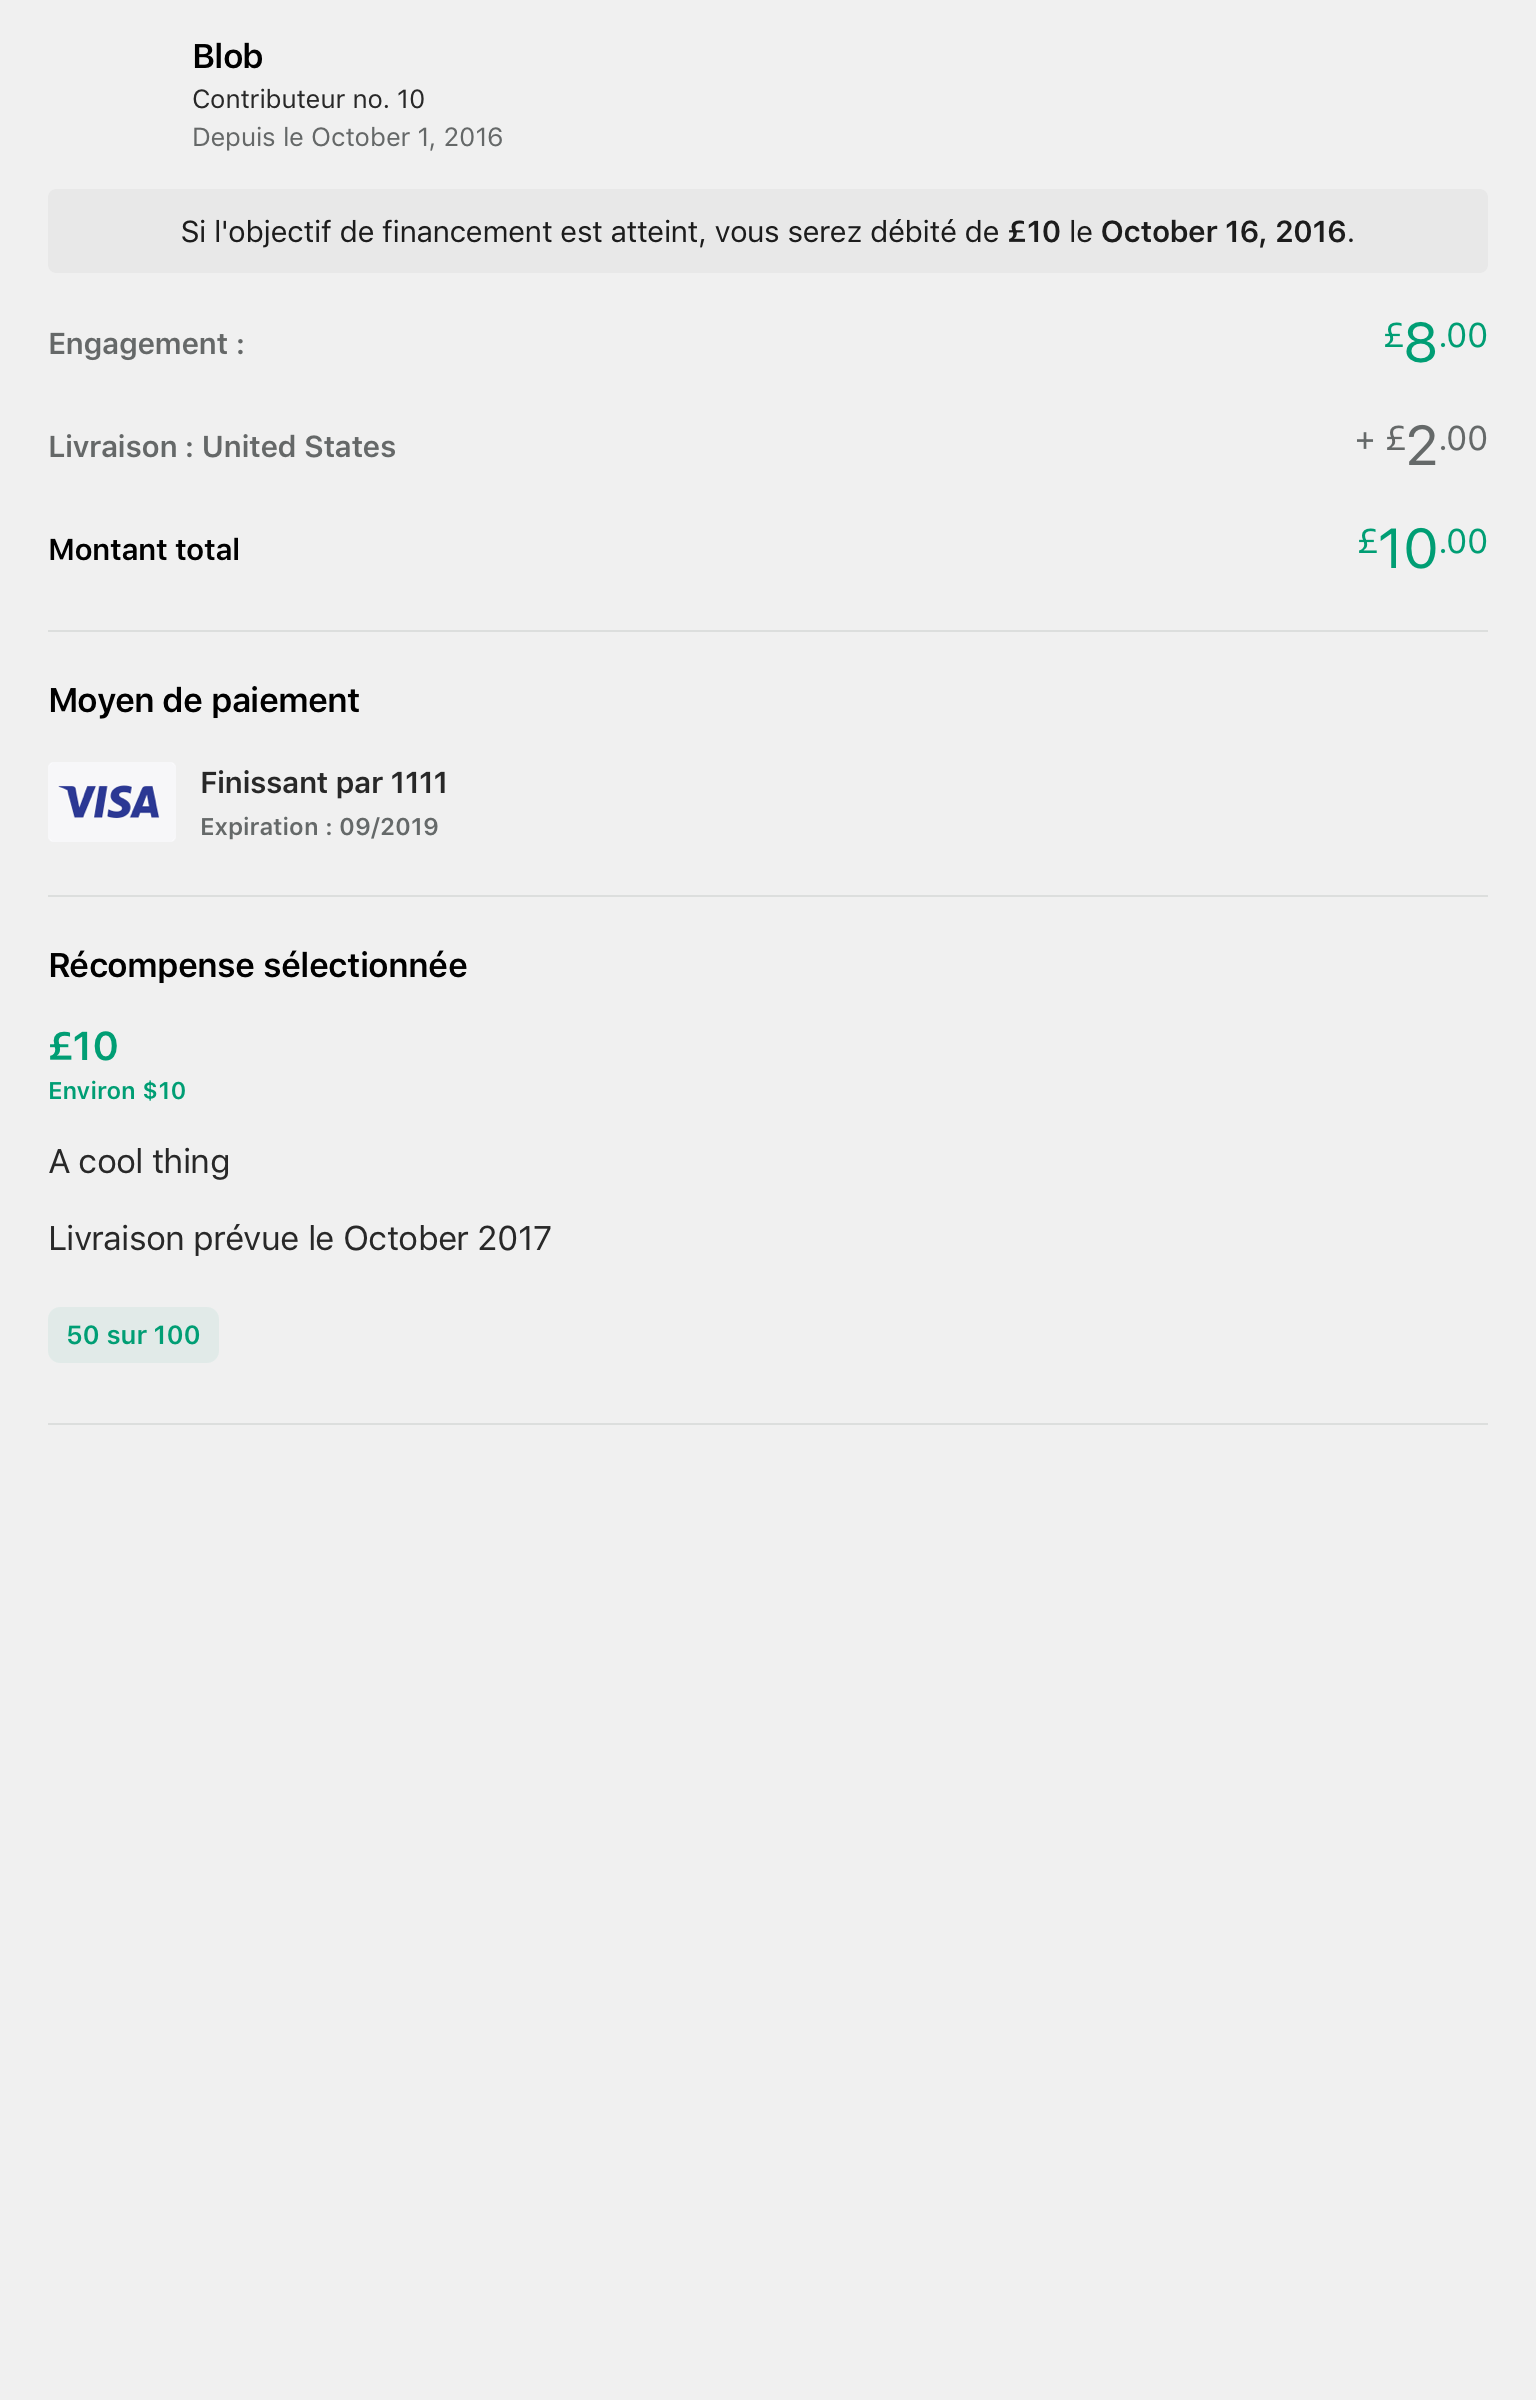 Blob
Contributeur no. 10
Depuis le October 1, 2016
Si l'objectif de financement est atteint, vous serez débité de £10 le October 16, 2016.
Engagement : £8.00
Livraison : United States + £2.00
Montant total £10.00
Moyen de paiement
VISA
Finissant par 1111
Expiration : 09/2019
Récompense sélectionnée
£10
Environ $10
A cool thing
Livraison prévue le October 2017
50 sur 100